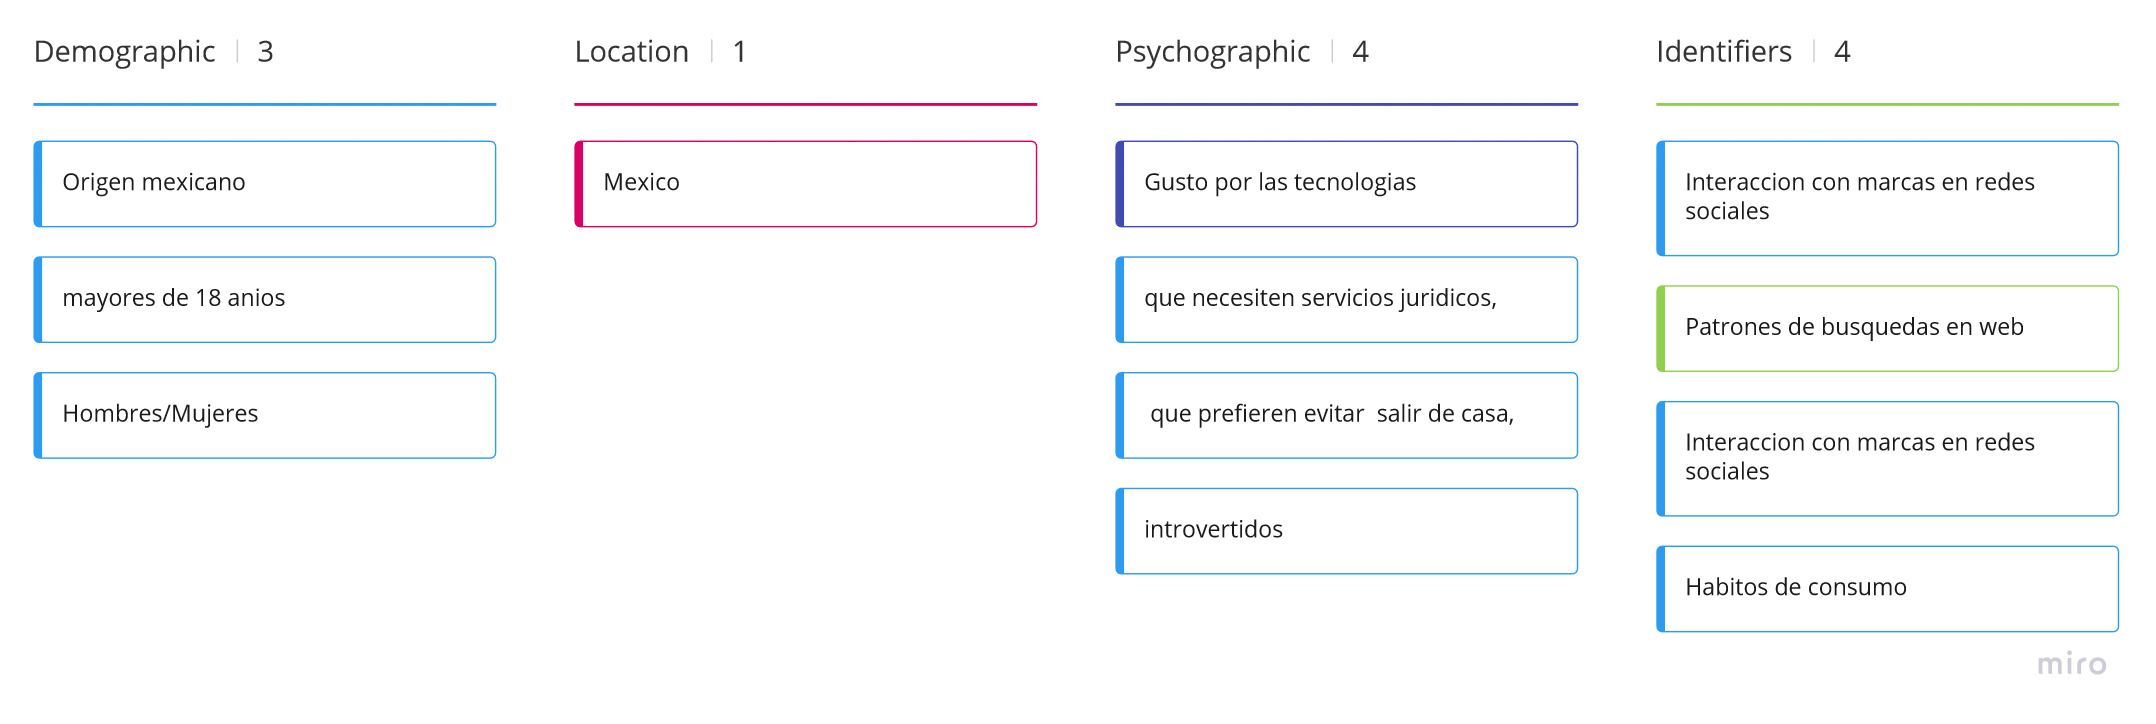 Demographic | 3
Origen mexicano
mayores de 18 anios
Hombres/Mujeres
Location | 1
Mexico
Psychographic | 4
Gusto por las tecnologias
que necesiten servicios juridicos,
que prefieren evitar  salir de casa,
introvertidos
Identifiers | 4
Interaccion con marcas en redes
sociales
Patrones de busquedas en web
Interaccion con marcas en redes
sociales
Habitos de consumo
miro